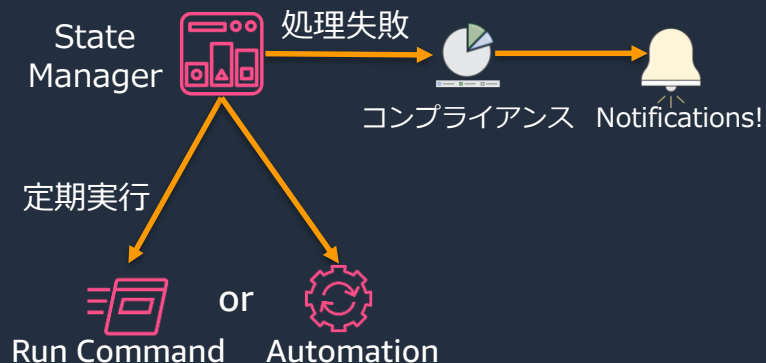 State
Manager
処理失敗
コンプライアンス
Notifications!
定期実行
or
Run Command
Automation